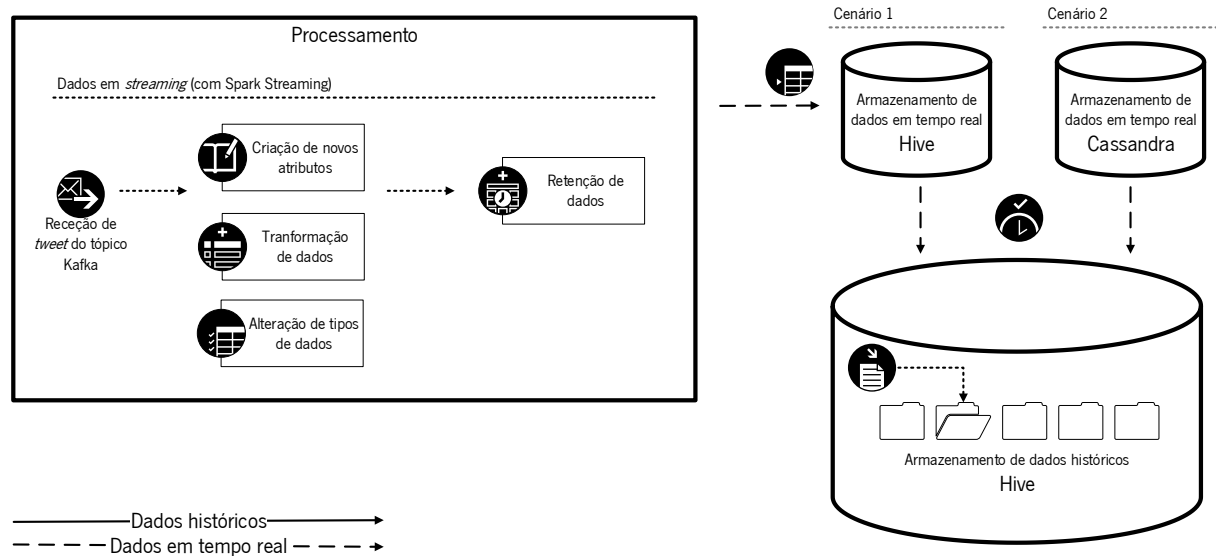 Processamento
Dados em streaming (com Spark Streaming)
Receção de
tweet do tópico
Kafka
Criação de novos
atributos
Tranformação
de dados
Alteração de tipos
de dados
Retenção de
dados
Cenário 1
Armazenamento de
dados em tempo real
Hive
Cenário 2
Armazenamento de
dados em tempo real
Cassandra
Armazenamento de dados históricos
Hive
Dados históricos
Dados em tempo real